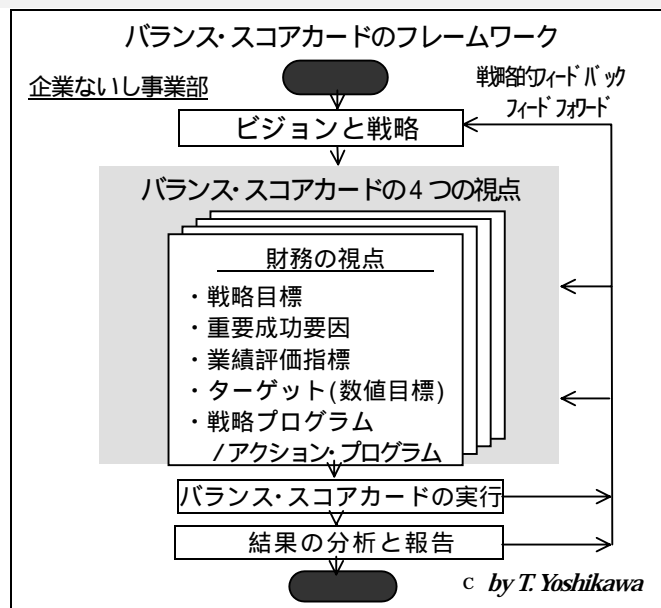 バランス・スコアカードのフレームワーク
企業ないし事業部
戦略的フィードバック
フィードフォワード
ビジョンと戦略
バランス・スコアカードの4つの視点
財務の視点
・戦略目標
・重要成功要因
・業績評価指標
・ターゲット(数値目標)
・戦略プログラム
/アクション・プログラム
バランス・スコアカードの実行
結果の分析と報告
c by T. Yoshikawa